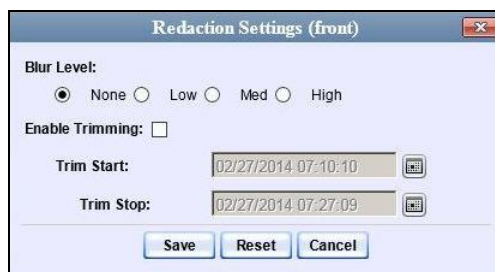 Redaction Settings (front)
Blur Level:
None Low Med High
Enable Trimming:
Trim Start: 02/27/2014 07:10:10
Trim Stop: 02/27/2014 07:27:09
Save Reset Cancel